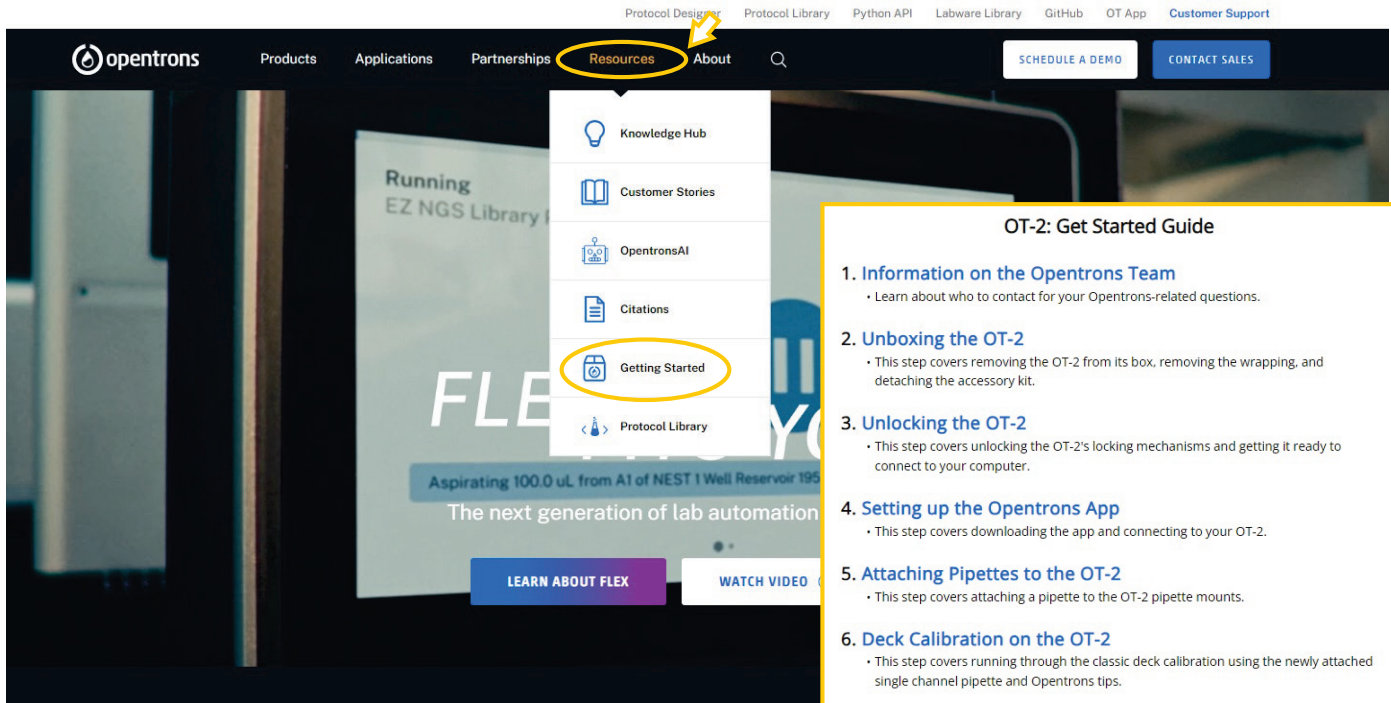 Protocol Designer Protocol Library Python API Labware Library GitHub OT App Customer Support
opentrons Products Applications Partnerships Resources About SCHEDULE A DEMO CONTACT SALES
Knowledge Hub
Customer Stories
OpentronsAI
Citations
Getting Started
Protocol Library
Running
EZ NGS Library
FLE
YO
Aspirating 100.0 uL from A1 of NEST 1 Well Reservoir 195
The next generation of lab automation
LEARN ABOUT FLEX WATCH VIDEO
OT-2: Get Started Guide
1. Information on the Opentrons Team
• Learn about who to contact for your Opentrons-related questions.
2. Unboxing the OT-2
• This step covers removing the OT-2 from its box, removing the wrapping, and
detaching the accessory kit.
3. Unlocking the OT-2
• This step covers unlocking the OT-2's locking mechanisms and getting it ready to
connect to your computer.
4. Setting up the Opentrons App
• This step covers downloading the app and connecting to your OT-2.
5. Attaching Pipettes to the OT-2
• This step covers attaching a pipette to the OT-2 pipette mounts.
6. Deck Calibration on the OT-2
• This step covers running through the classic deck calibration using the newly attached
single channel pipette and Opentrons tips.